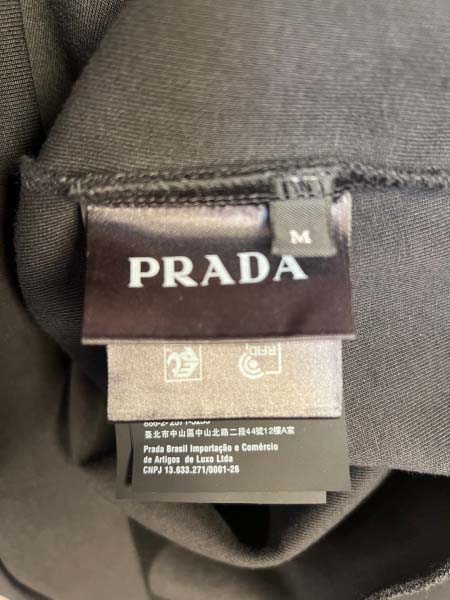 M
PRADA
RFID
臺北市中山區中山北路二段44號12樓A室
Prada Brasil Importação e Comércio
de Artigos de Luxo Ltda
CNPJ 13.633.271/0001-26